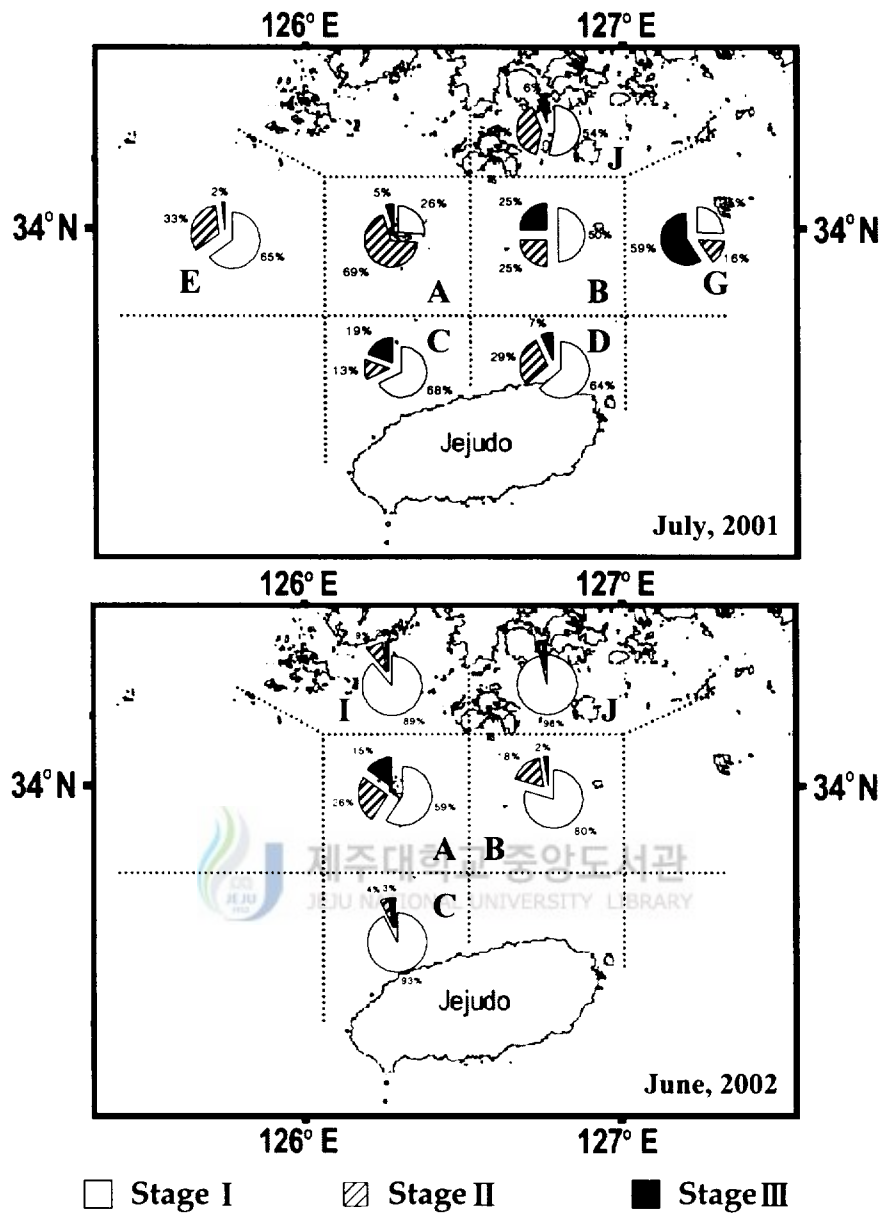 126° E 127° E
6%
54%
J
34° N 34° N
2%
33%
65%
E
5% 26%
69%
A
25%
50%
25%
B
59% 16%
G
19%
13%
68%
C
7%
29%
64%
D
Jejudo
July, 2001
126° E 127° E
9%
89%
I
J
34° N 34° N
15%
26%
59%
A
18% 2%
80%
B
제주대학교 중앙도서관
JEJU NATIONAL UNIVERSITY LIBRARY
JEJU
1952
4% 3%
93%
C
Jejudo
June, 2002
126° E 127° E
Stage I Stage II Stage III